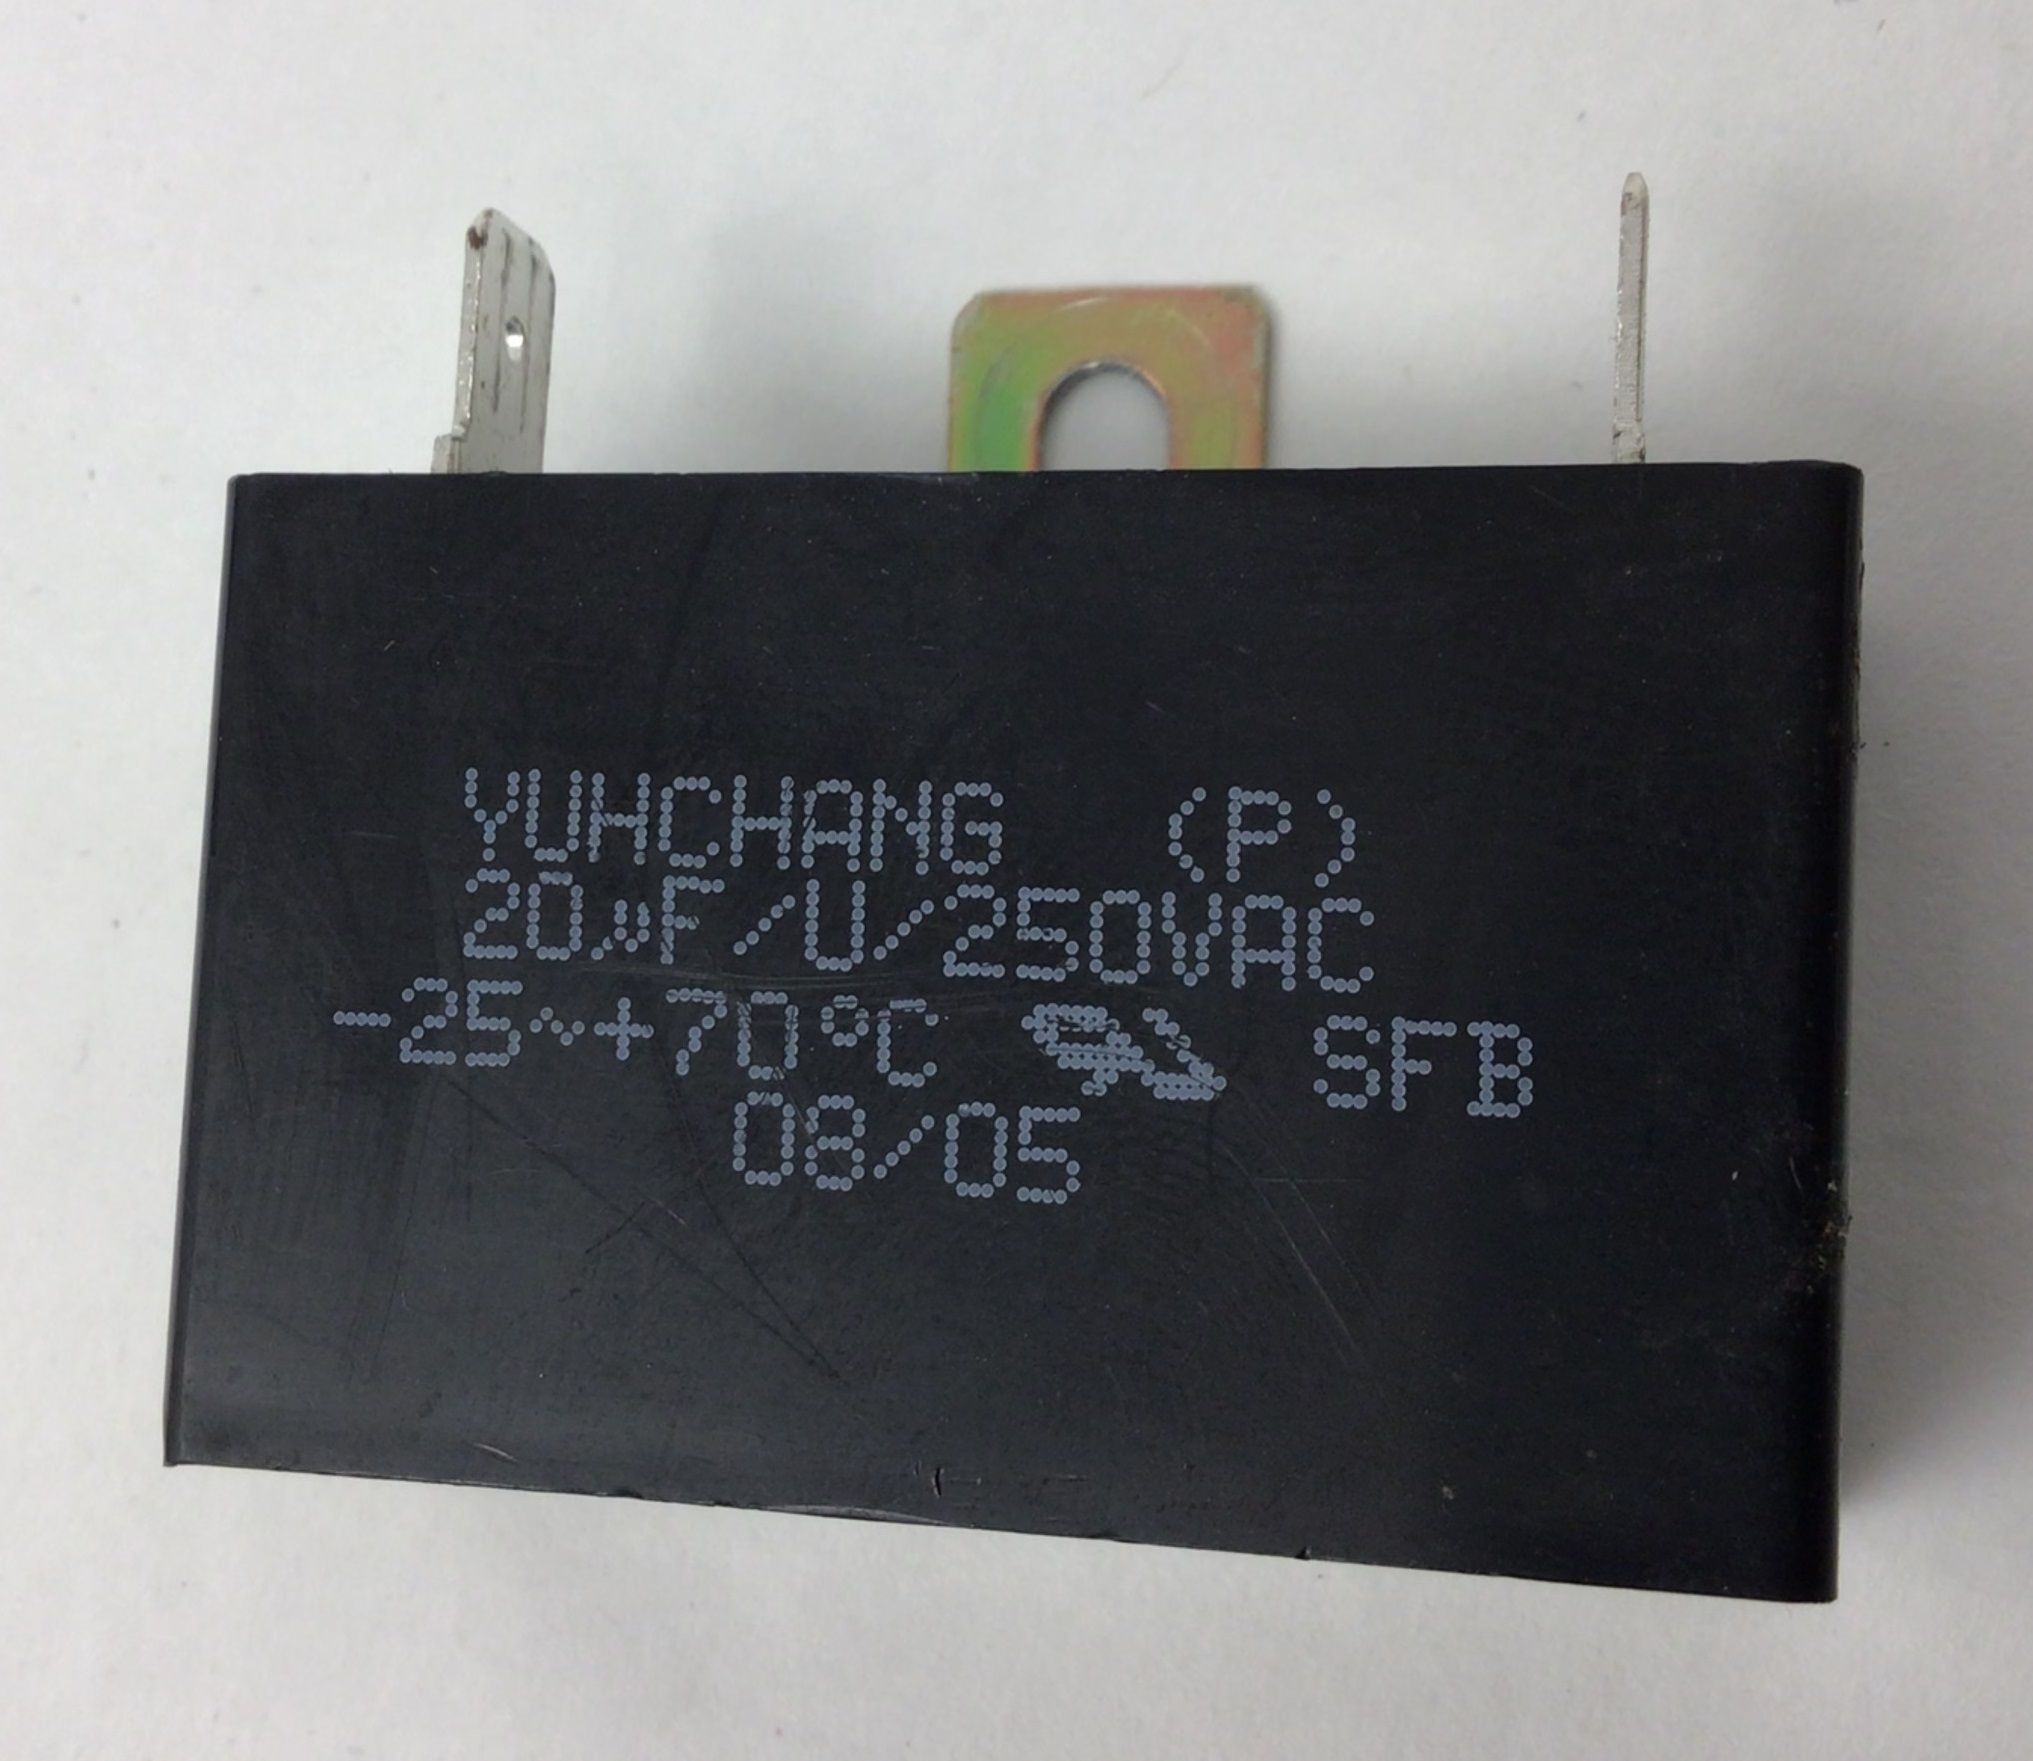 YUHCHANG (P)
20μF/U/250VAC
-25~+70℃ SFB
08/05